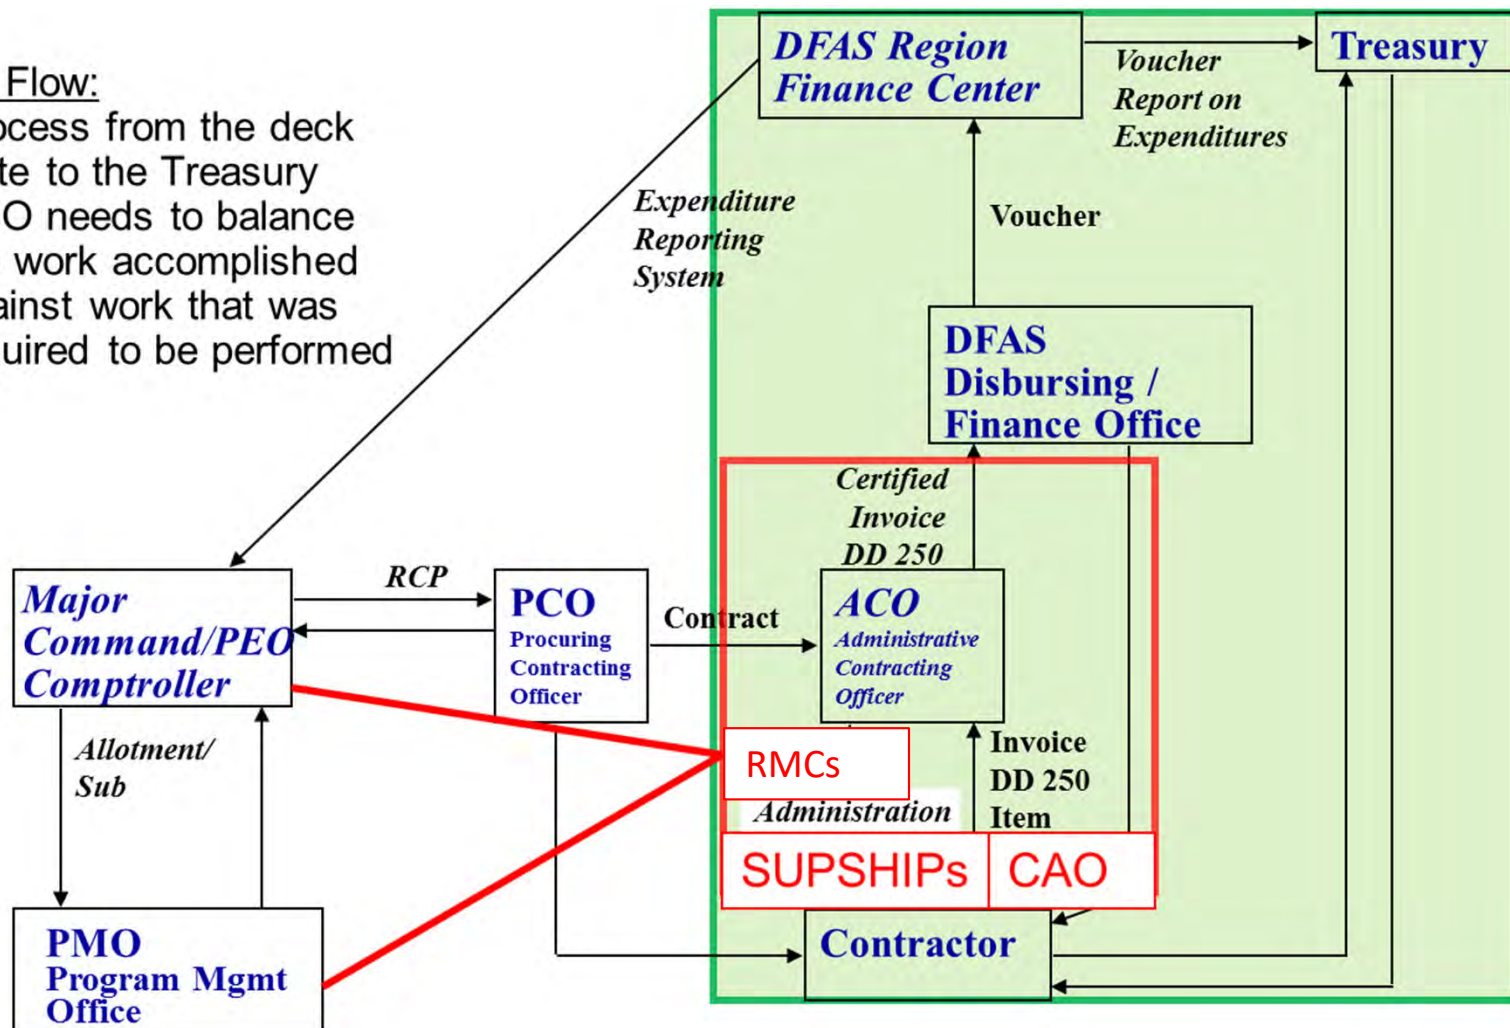 Flow:
ocess from the deck
te to the Treasury
O needs to balance
work accomplished
ainst work that was
uired to be performed
DFAS Region
Finance Center
Voucher
Report on
Expenditures
Treasury
Expenditure
Reporting
System
Voucher
DFAS
Disbursing /
Finance Office
Certified
Invoice
DD 250
Major
Command/PEO
Comptroller
RCP
PCO
Procuring
Contracting
Officer
Contract
ACO
Administrative
Contracting
Officer
Allotment/
Sub
RMCs
Administration
Invoice
DD 250
Item
SUPSHIPs
CAO
PMO
Program Mgmt
Office
Contractor